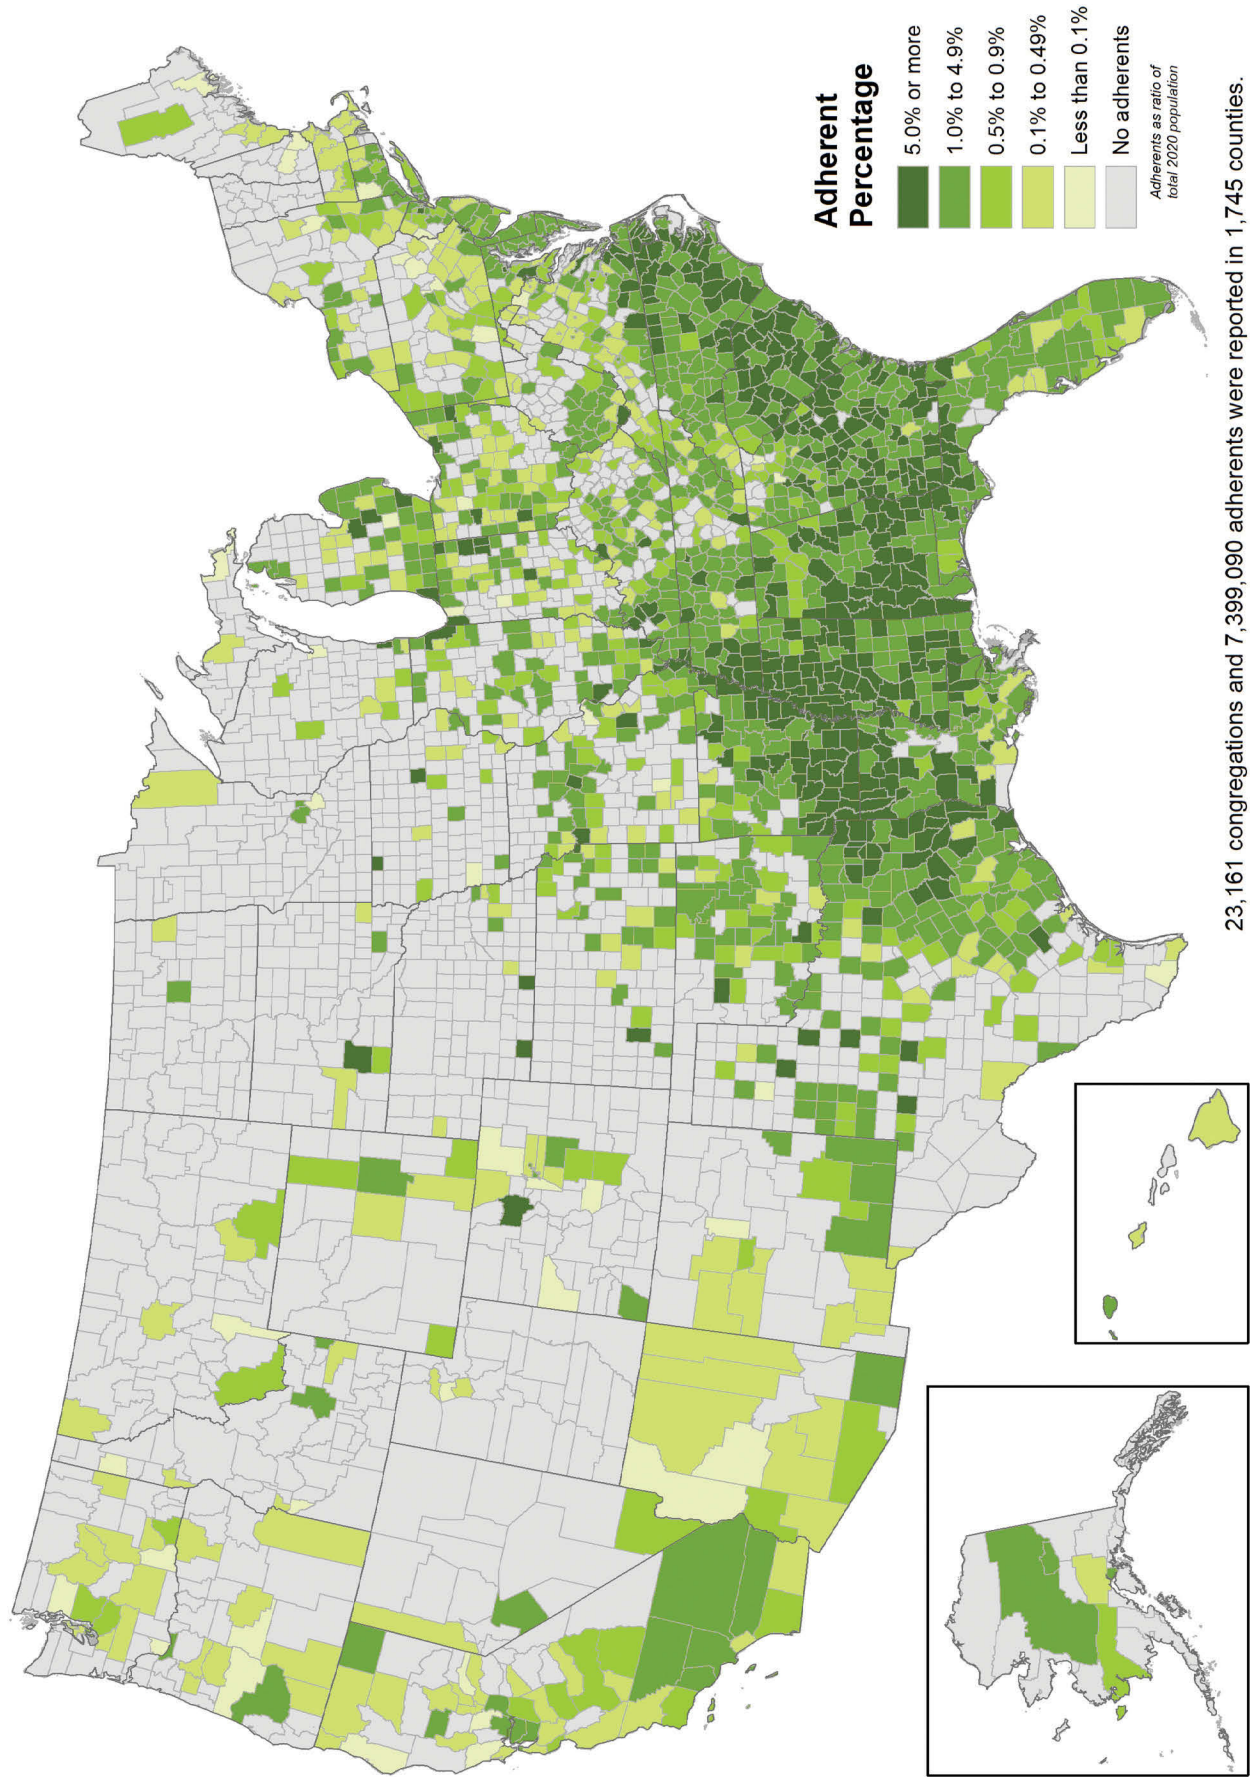 Adherent
Percentage
5.0% or more
1.0% to 4.9%
0.5% to 0.9%
0.1% to 0.49%
Less than 0.1%
No adherents
Adherents as ratio of
total 2020 population
23,161 congregations and 7,399,090 adherents were reported in 1,745 counties.